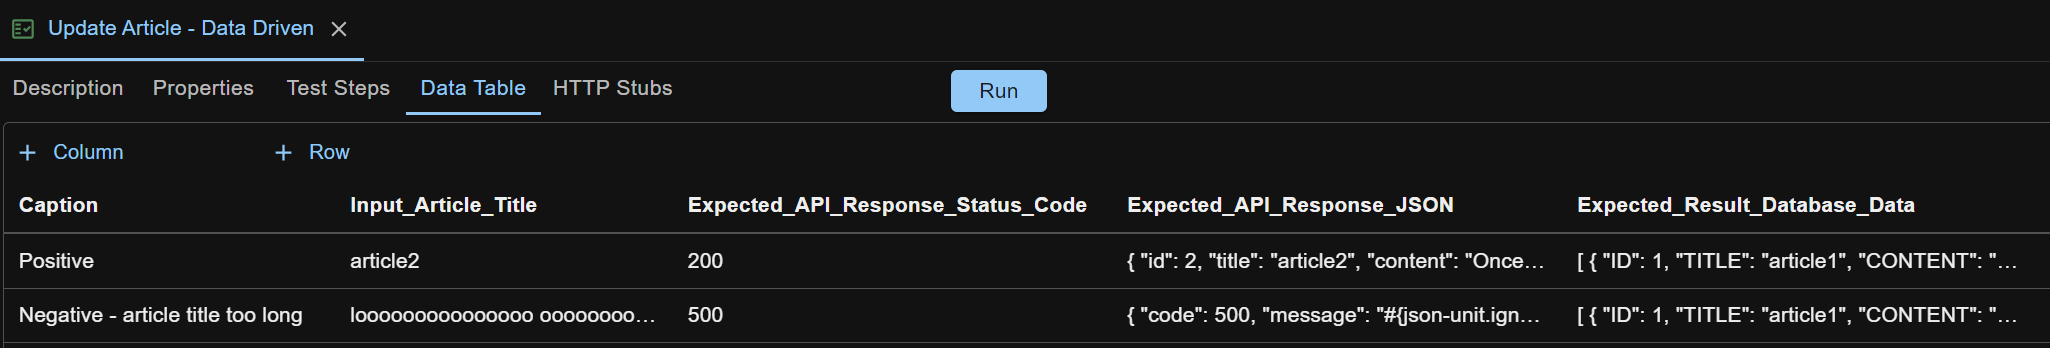 Update Article - Data Driven
Description Properties Test Steps Data Table HTTP Stubs Run
+ Column + Row
Caption Input_Article_Title Expected_API_Response_Status_Code Expected_API_Response_JSON Expected_Result_Database_Data
Positive article2 200 { "id": 2, "title": "article2", "content": "Once... [ { "ID": 1, "TITLE": "article1", "CONTENT": "...
Negative - article title too long looooooooooooooo oooooooo... 500 { "code": 500, "message": "#{json-unit.ign... [ { "ID": 1, "TITLE": "article1", "CONTENT": "...